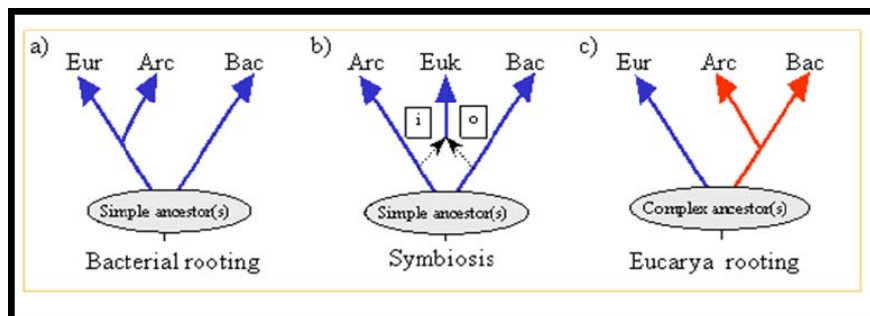 a)
Eur Arc Bac
Simple ancestor(s)
Bacterial rooting
b)
Arc Euk Bac
i o
Simple ancestor(s)
Symbiosis
c)
Eur Arc Bac
Complex ancestor(s)
Eucarya rooting